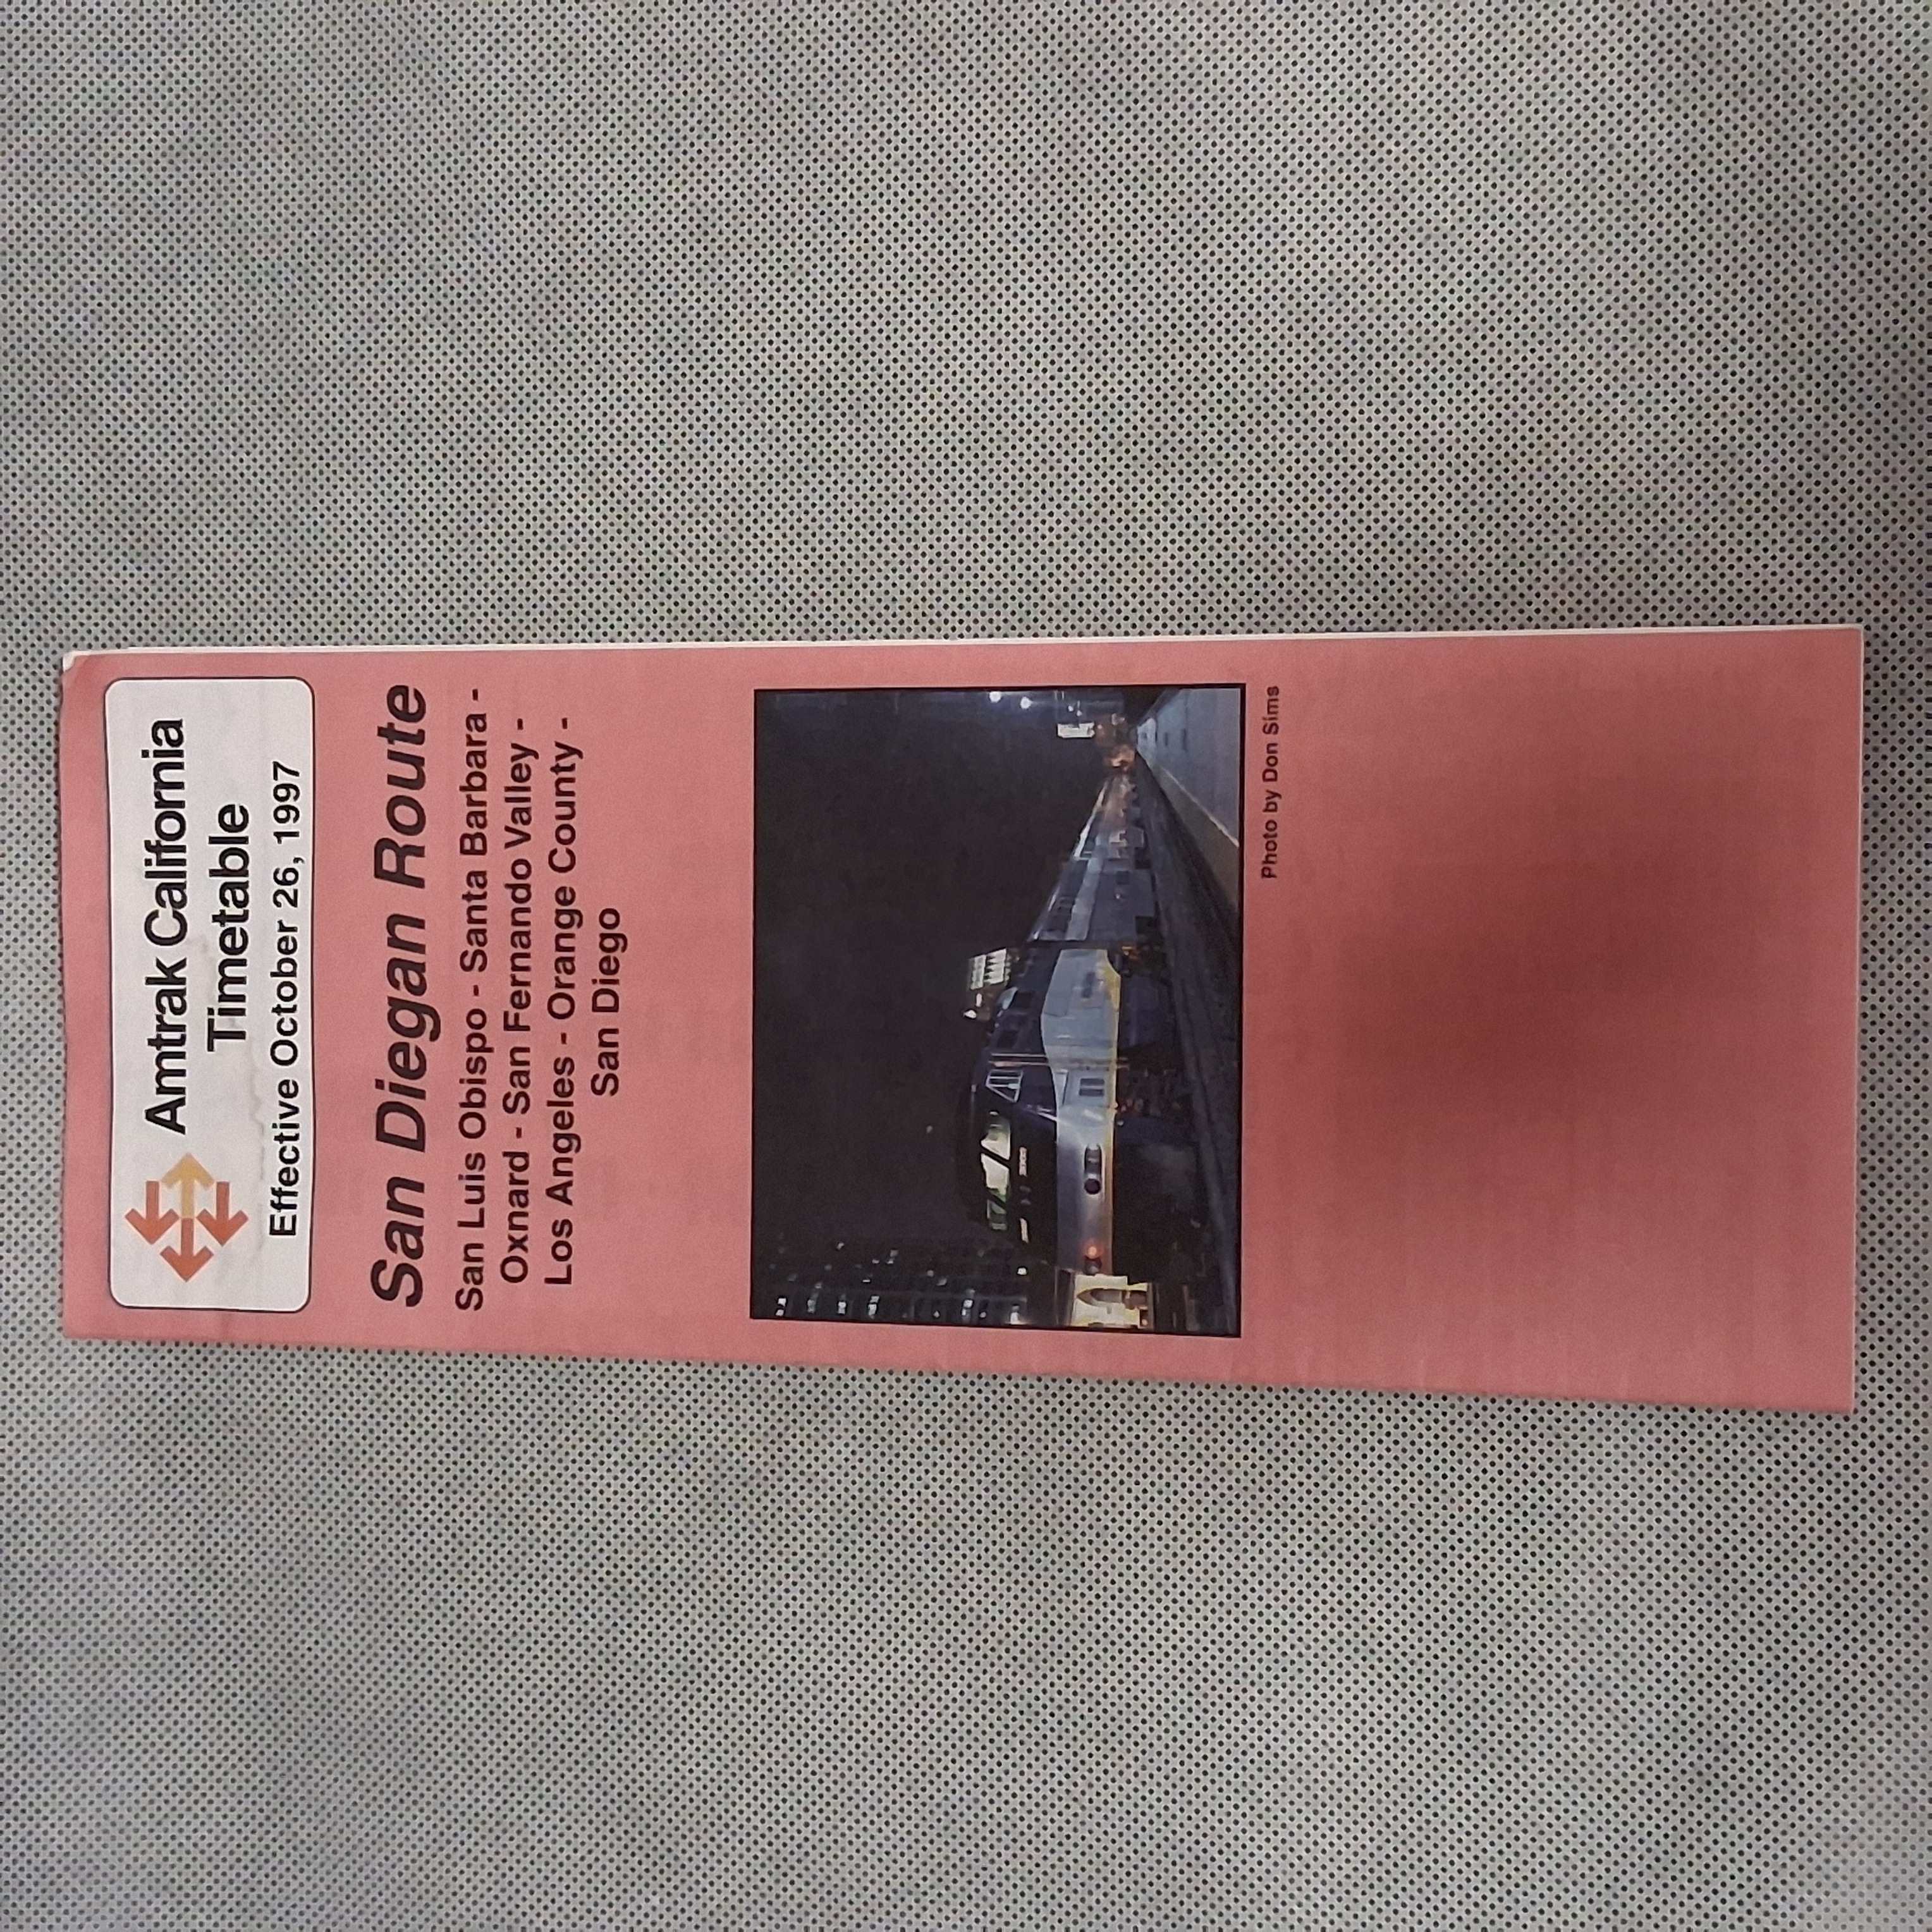 Amtrak California
Timetable
Effective October 26, 1997
San Diegan Route
San Luis Obispo - Santa Barbara -
Oxnard - San Fernando Valley -
Los Angeles - Orange County -
San Diego
Photo by Don Sims